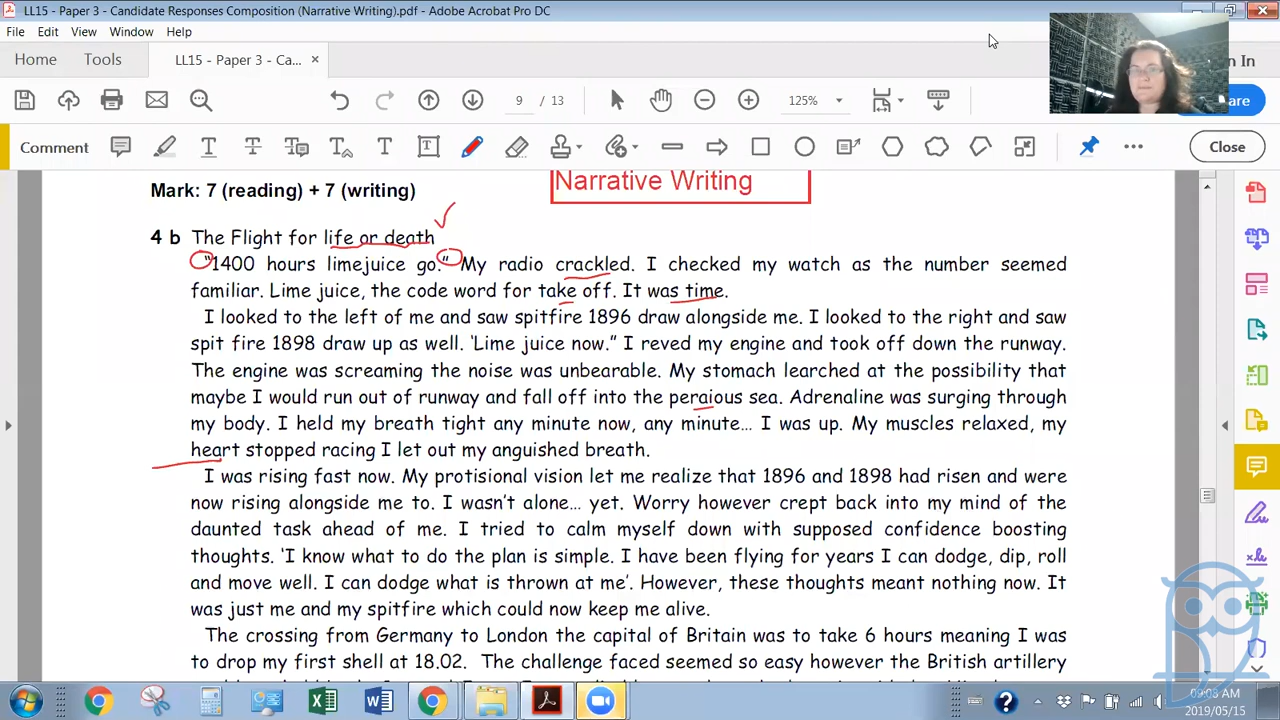 LL15 - Paper 3 - Candidate Responses Composition (Narrative Writing).pdf - Adobe Acrobat Pro DC
File Edit View Window Help
Home Tools LL15 - Paper 3 - Ca... × In
9 / 13 125% are
Comment Close
Mark: 7 (reading) + 7 (writing)
Narrative Writing
4 b The Flight for life or death
"1400 hours limejuice go." My radio crackled. I checked my watch as the number seemed
familiar. Lime juice, the code word for take off. It was time.
I looked to the left of me and saw spitfire 1896 draw alongside me. I looked to the right and saw
spit fire 1898 draw up as well. 'Lime juice now." I reved my engine and took off down the runway.
The engine was screaming the noise was unbearable. My stomach learched at the possibility that
maybe I would run out of runway and fall off into the peraious sea. Adrenaline was surging through
my body. I held my breath tight any minute now, any minute... I was up. My muscles relaxed, my
heart stopped racing I let out my anguished breath.
I was rising fast now. My protisional vision let me realize that 1896 and 1898 had risen and were
now rising alongside me to. I wasn't alone... yet. Worry however crept back into my mind of the
daunted task ahead of me. I tried to calm myself down with supposed confidence boosting
thoughts. 'I know what to do the plan is simple. I have been flying for years I can dodge, dip, roll
and move well. I can dodge what is thrown at me'. However, these thoughts meant nothing now. It
was just me and my spitfire which could now keep me alive.
The crossing from Germany to London the capital of Britain was to take 6 hours meaning I was
to drop my first shell at 18.02. The challenge faced seemed so easy however the British artillery
09:08 AM
2019/05/15